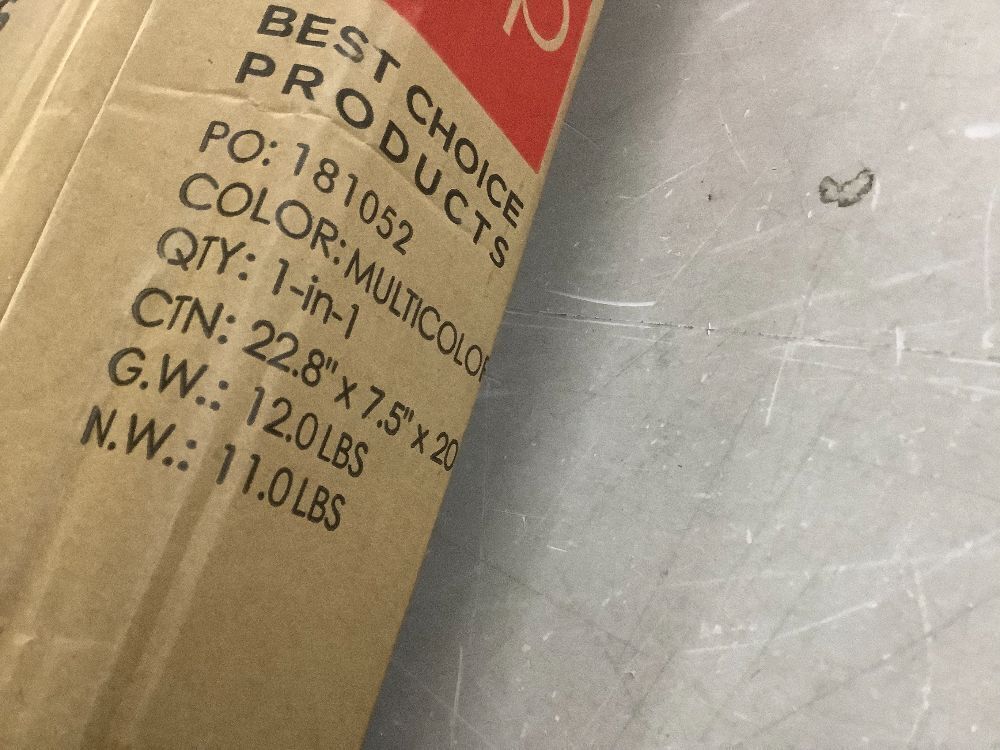 BEST CHOICE
PRODUCTS
PO: 181052
COLOR: MULTICOLOR
QTY: 1-in-1
CTN: 22.8" x 7.5" x 20
G.W.: 12.0 LBS
N.W.: 11.0 LBS